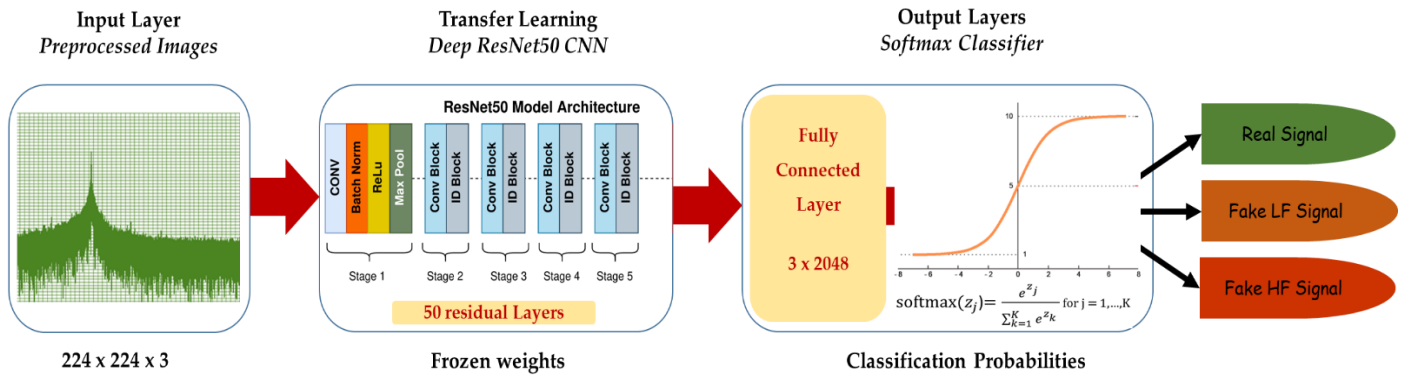 Input Layer
Preprocessed Images
224 x 224 x 3
Transfer Learning
Deep ResNet50 CNN
ResNet50 Model Architecture
CONV
Batch Norm
ReLu
Max Pool
Conv Block
ID Block
Conv Block
ID Block
Conv Block
ID Block
Conv Block
ID Block
Stage 1
Stage 2
Stage 3
Stage 4
Stage 5
50 residual Layers
Frozen weights
Output Layers
Softmax Classifier
Fully
Connected
Layer
3 x 2048
10
5
1
-8 -6 -4 -2 0 2 4 6 8
softmax(z_j)= e^{z_j} / ∑_{k=1}^{K} e^{z_k} for j = 1,...,K
Classification Probabilities
Real Signal
Fake LF Signal
Fake HF Signal